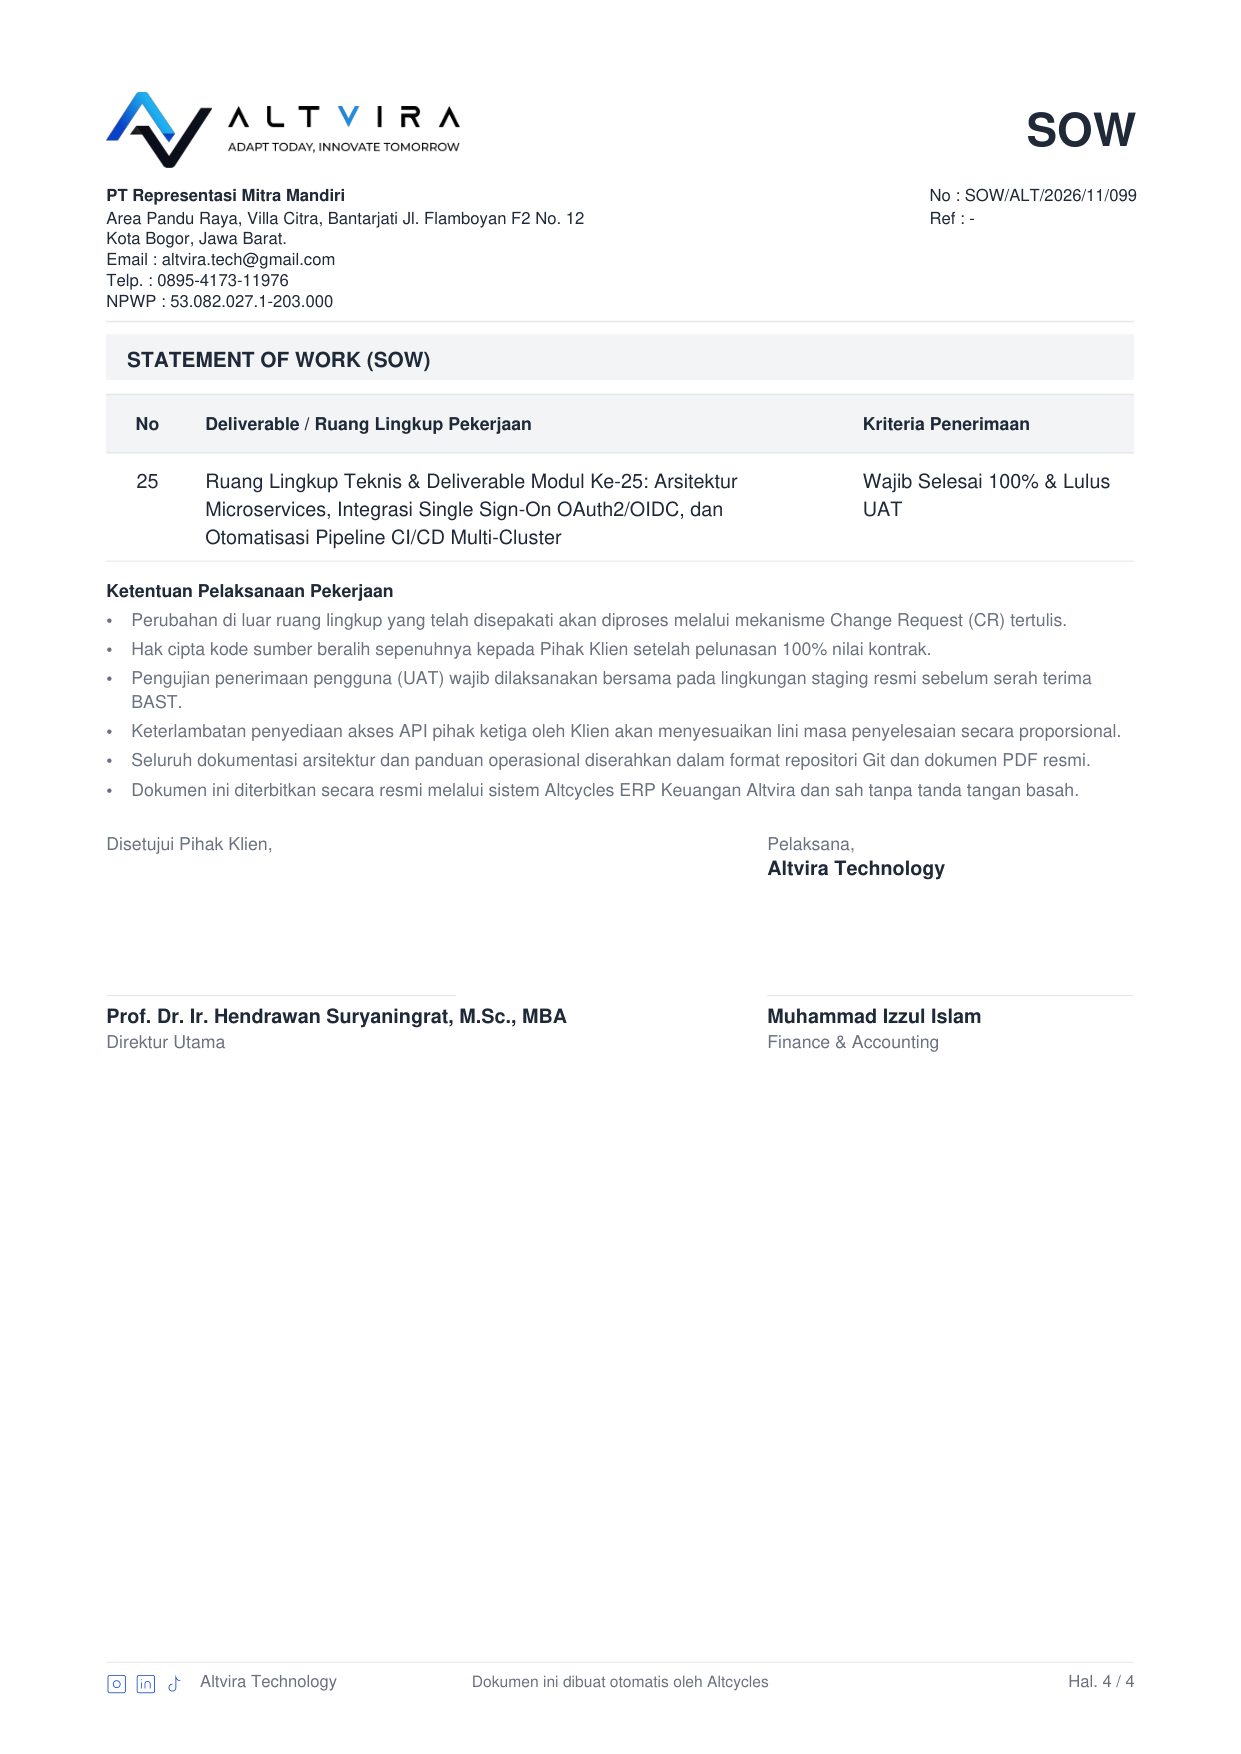 ALTVIRA
ADAPT TODAY, INNOVATE TOMORROW
SOW
PT Representasi Mitra Mandiri
Area Pandu Raya, Villa Citra, Bantarjati Jl. Flamboyan F2 No. 12
Kota Bogor, Jawa Barat.
Email : altvira.tech@gmail.com
Telp. : 0895-4173-11976
NPWP : 53.082.027.1-203.000
No : SOW/ALT/2026/11/099
Ref : -
STATEMENT OF WORK (SOW)
No Deliverable / Ruang Lingkup Pekerjaan Kriteria Penerimaan
25 Ruang Lingkup Teknis & Deliverable Modul Ke-25: Arsitektur Wajib Selesai 100% & Lulus
Microservices, Integrasi Single Sign-On OAuth2/OIDC, dan UAT
Otomatisasi Pipeline CI/CD Multi-Cluster
Ketentuan Pelaksanaan Pekerjaan
• Perubahan di luar ruang lingkup yang telah disepakati akan diproses melalui mekanisme Change Request (CR) tertulis.
• Hak cipta kode sumber beralih sepenuhnya kepada Pihak Klien setelah pelunasan 100% nilai kontrak.
• Pengujian penerimaan pengguna (UAT) wajib dilaksanakan bersama pada lingkungan staging resmi sebelum serah terima
BAST.
• Keterlambatan penyediaan akses API pihak ketiga oleh Klien akan menyesuaikan lini masa penyelesaian secara proporsional.
• Seluruh dokumentasi arsitektur dan panduan operasional diserahkan dalam format repositori Git dan dokumen PDF resmi.
• Dokumen ini diterbitkan secara resmi melalui sistem Altcycles ERP Keuangan Altvira dan sah tanpa tanda tangan basah.
Disetujui Pihak Klien,
Pelaksana,
Altvira Technology
Prof. Dr. Ir. Hendrawan Suryaningrat, M.Sc., MBA
Direktur Utama
Muhammad Izzul Islam
Finance & Accounting
Altvira Technology Dokumen ini dibuat otomatis oleh Altcycles Hal. 4 / 4